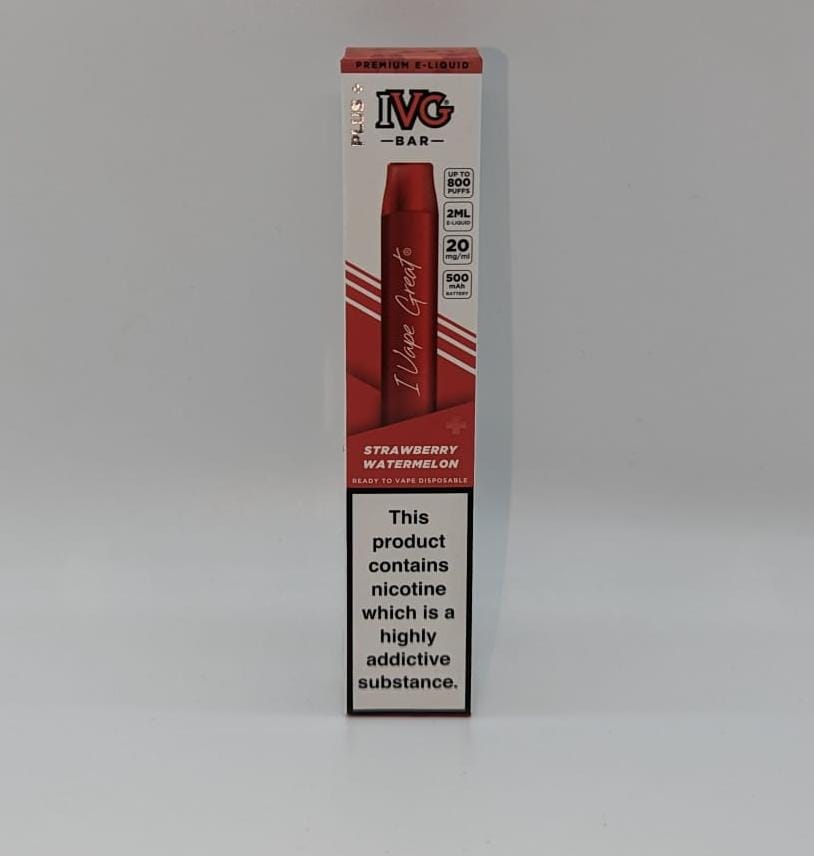 PREMIUM E-LIQUID
PLUS +
IVG®
BAR
UP TO
800
PUFFS
2ML
E-LIQUID
20
mg/ml
500
mAh
BATTERY
I Vape Great®
STRAWBERRY
WATERMELON
READY TO VAPE DISPOSABLE
This
product
contains
nicotine
which is a
highly
addictive
substance.